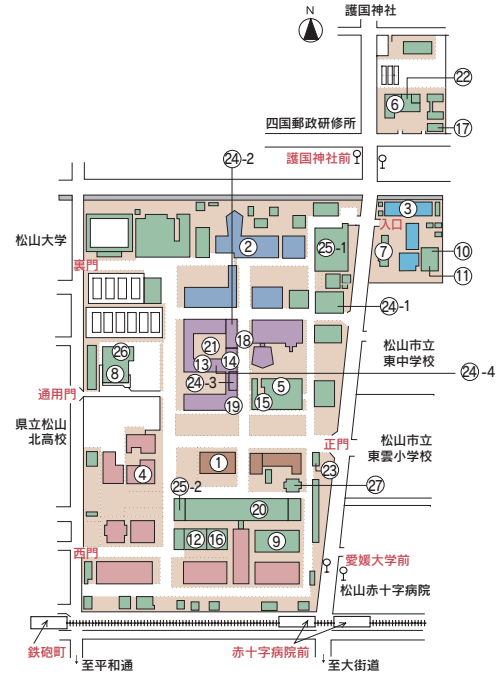 N
護国神社
㉒
⑥
四国郵政研修所
⑰
㉔-2
護国神社前
③
松山大学
入口
②
㉕-1
⑦
⑩
裏門
⑪
㉔-1
⑱
松山市立
東中学校
㉑
㉖
⑭
⑬
㉔-4
⑧
㉔-3
⑤
通用門
⑮
⑲
県立松山
北高校
正門
松山市立
東雲小学校
①
④
㉓
㉕-2
㉗
⑳
⑫
⑯
⑨
西門
愛媛大学前
松山赤十字病院
鉄砲町
赤十字病院前
↓至平和通
↓至大街道